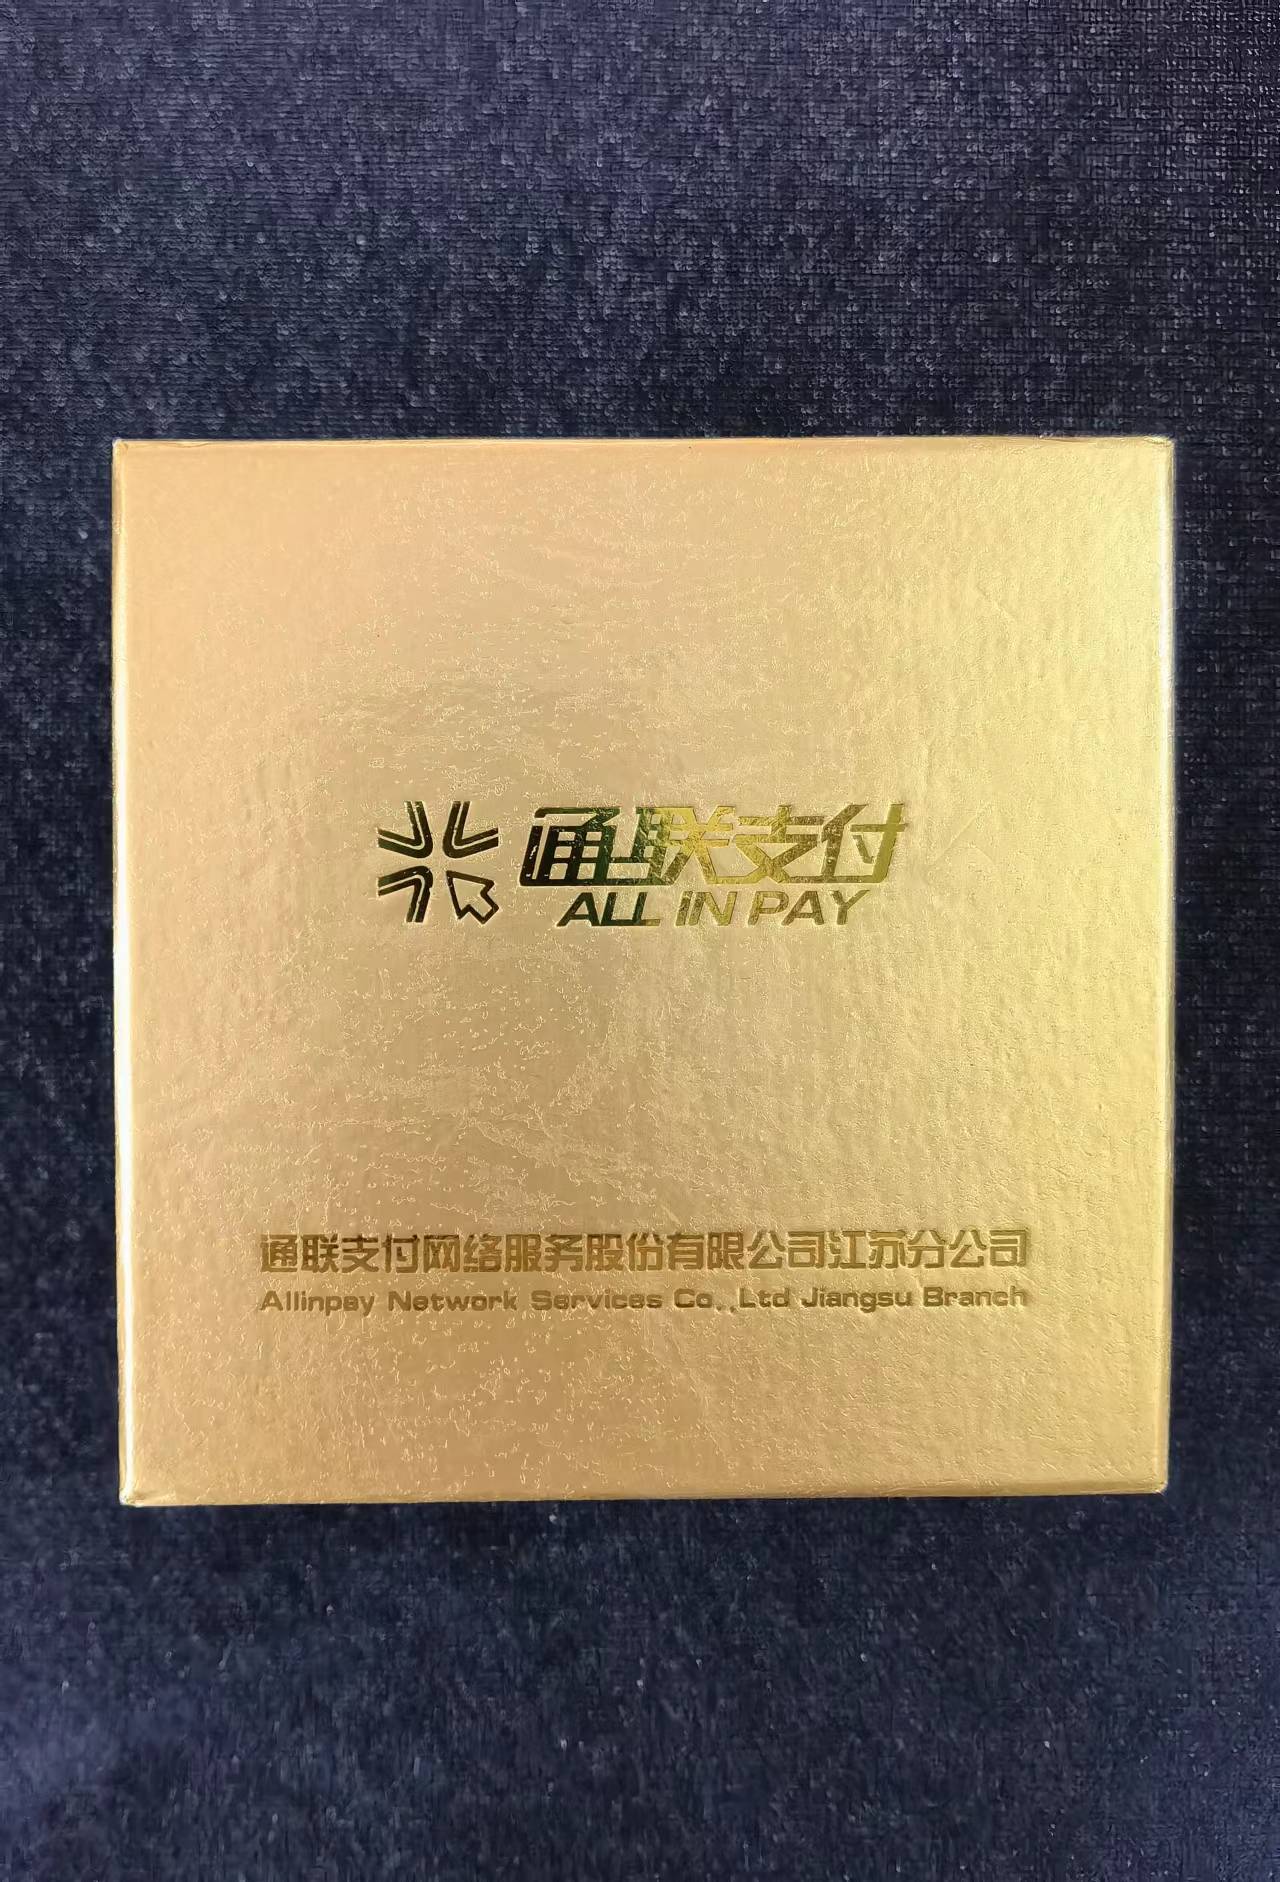 通联支付
ALL IN PAY
通联支付网络服务股份有限公司江苏分公司
Allinpay Network Services Co.,Ltd Jiangsu Branch